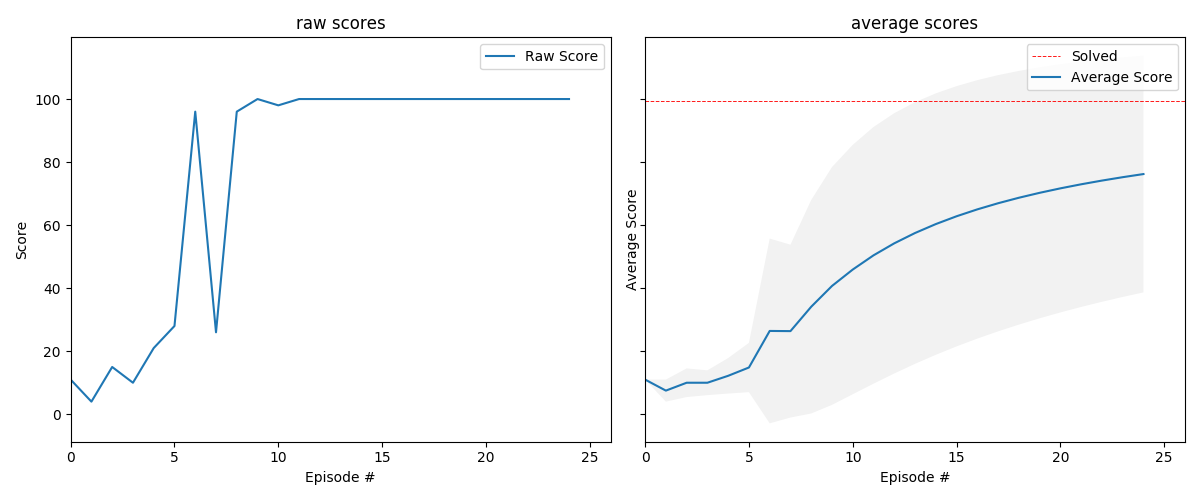 raw scores
Raw Score
100
80
60
40
20
0
Score
0 5 10 15 20 25
Episode #
average scores
Solved
Average Score
Average Score
0 5 10 15 20 25
Episode #